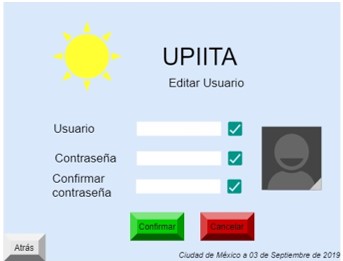 UPIITA
Editar Usuario
Usuario
Contraseña
Confirmar
contraseña
Confirmar
Cancelar
Atrás
Ciudad de México a 03 de Septiembre de 2019